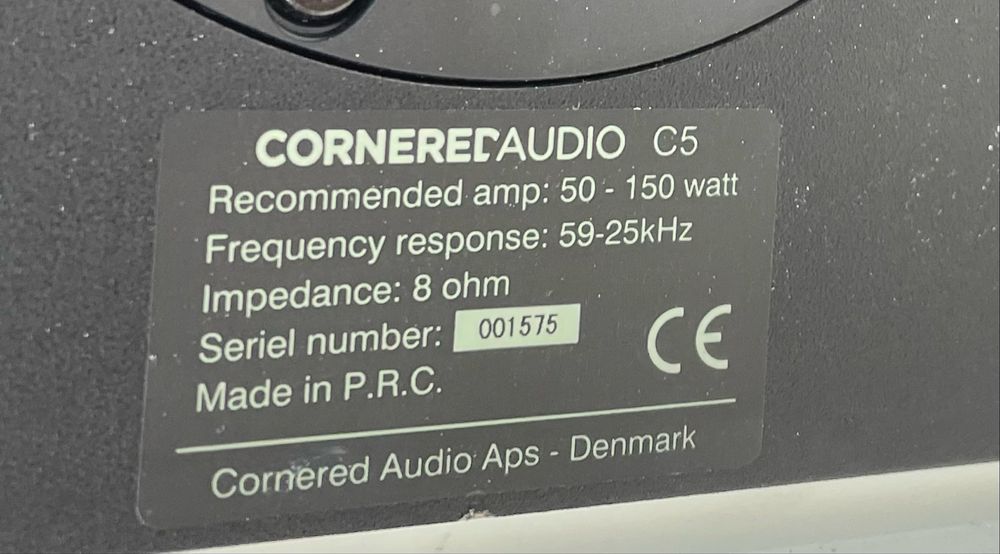 CORNEREDAUDIO C5
Recommended amp: 50 - 150 watt
Frequency response: 59-25kHz
Impedance: 8 ohm
Seriel number: 001575
CE
Made in P.R.C.
Cornered Audio Aps - Denmark